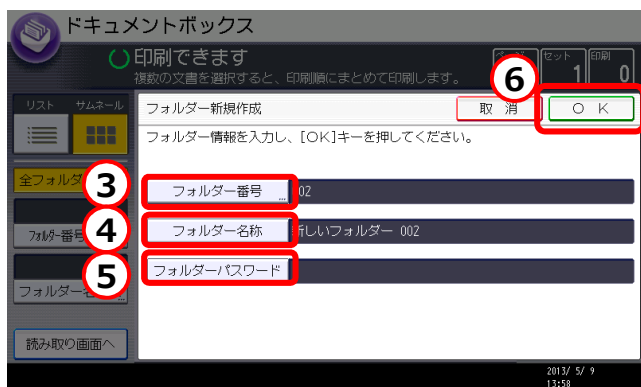 ドキュメントボックス
印刷できます
複数の文書を選択すると、印刷順にまとめて印刷します。
セット 1
印刷 0
6
リスト サムネール
フォルダー新規作成
取 消
O K
フォルダー情報を入力し、[OK]キーを押してください。
全フォルダ
3
フォルダー番号
02
フォルダー番号
4
フォルダー名称
新しいフォルダー 002
5
フォルダーパスワード
フォルダー名
読み取り画面へ
2013/ 5/ 9
13:58